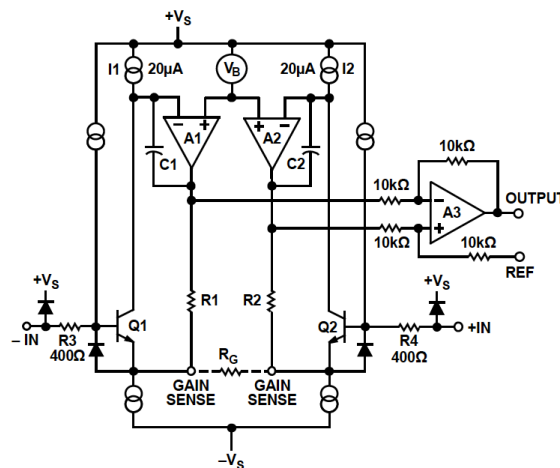 +VS
I1 20µA VB 20µA I2
− + + −
A1 A2
C1 C2
10kΩ
10kΩ − OUTPUT
A3
+
10kΩ 10kΩ
REF
+VS +VS
R1 R2
Q1 Q2
− IN R3 R4 +IN
400Ω 400Ω
RG
GAIN SENSE GAIN SENSE
−VS